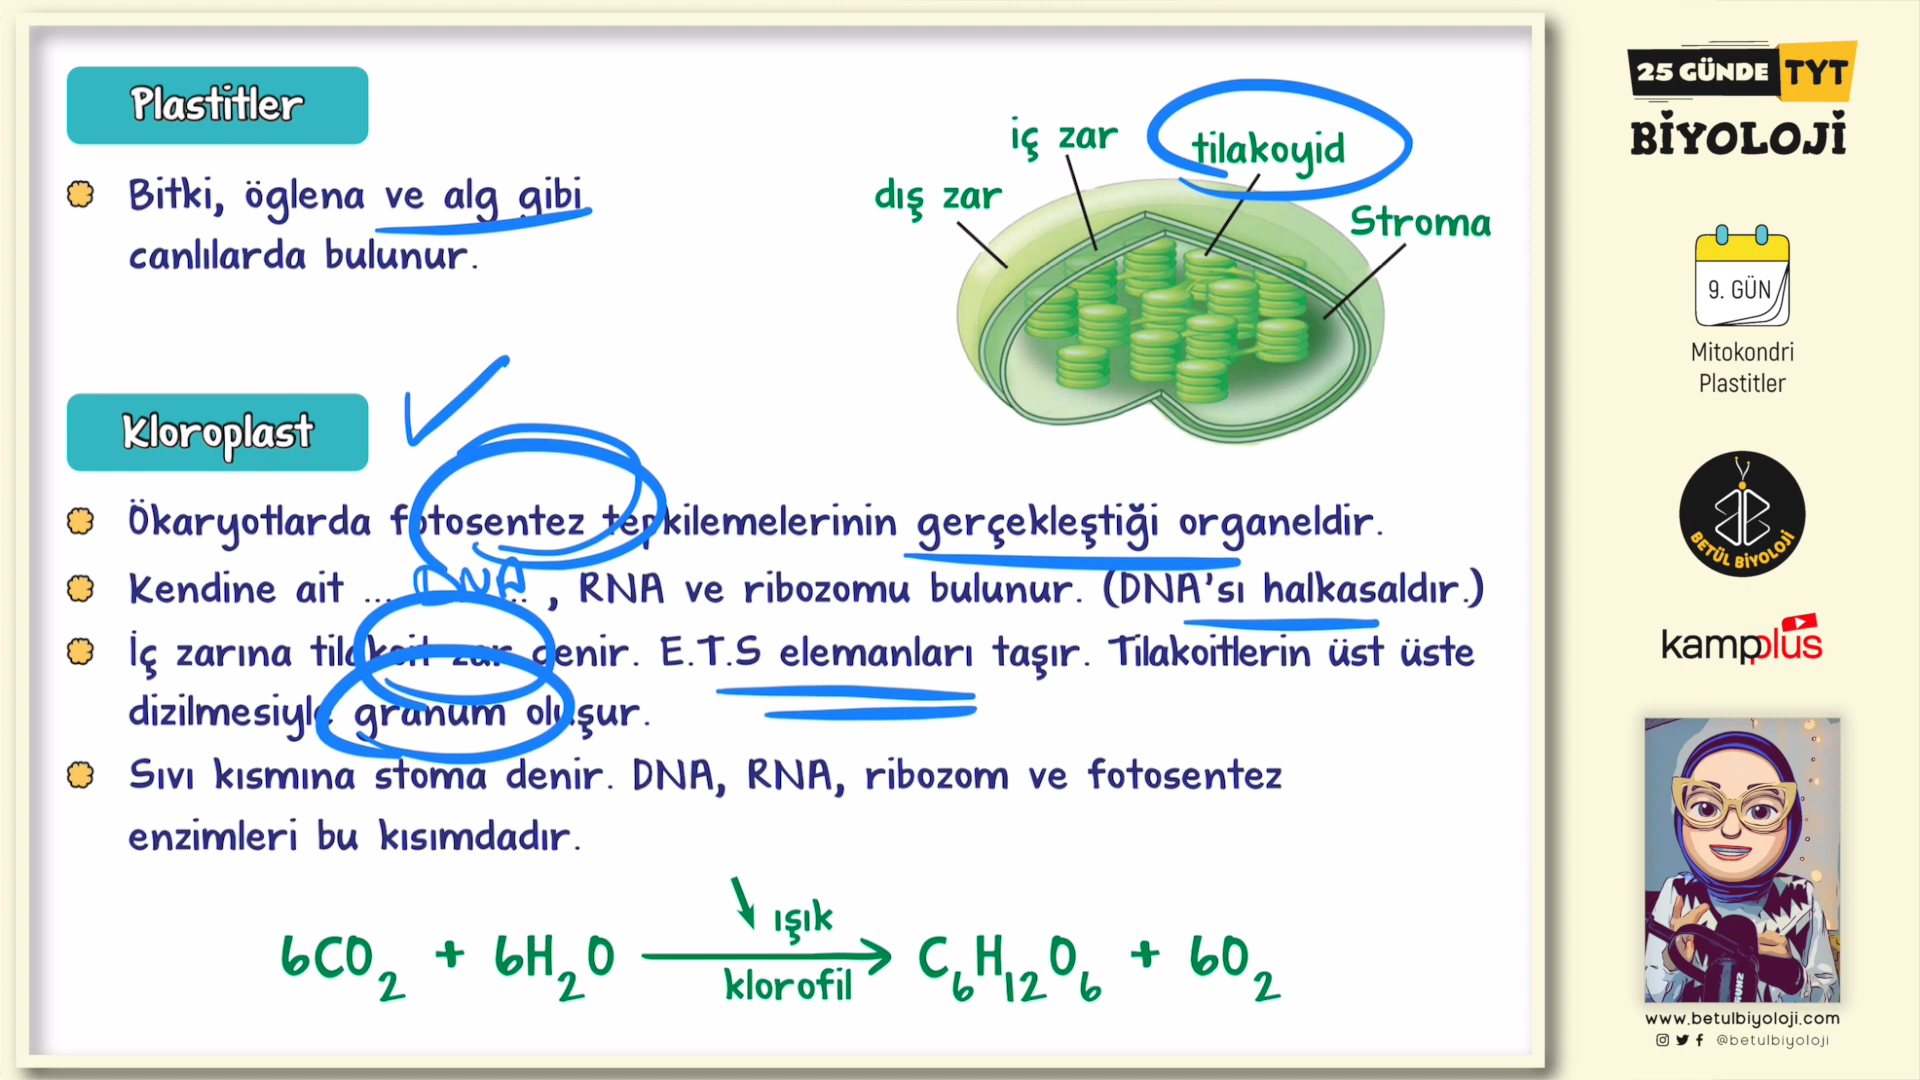 Plastitler
Bitki, öglena ve alg gibi
canlılarda bulunur.
iç zar
tilakoyid
dış zar
Stroma
Kloroplast
Ökaryotlarda fotosentez tepkilemelerinin gerçekleştiği organeldir.
Kendine ait ... DNA .. , RNA ve ribozomu bulunur. (DNA'sı halkasaldır.)
İç zarına tilakoit zar denir. E.T.S elemanları taşır. Tilakoitlerin üst üste
dizilmesiyle granum oluşur.
Sıvı kısmına stoma denir. DNA, RNA, ribozom ve fotosentez
enzimleri bu kısımdadır.
ışık
6CO2 + 6H2O → C6H12O6 + 6O2
klorofil
25 GÜNDE TYT
BİYOLOJİ
9. GÜN
Mitokondri
Plastitler
BETÜL BİYOLOJİ
kampplus
www.betulbiyoloji.com
@betulbiyoloji